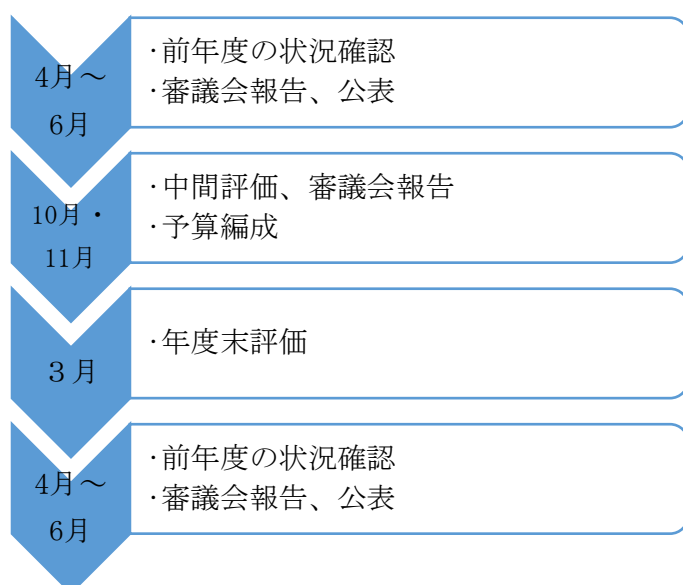 4月～
6月
·前年度の状況確認
·審議会報告、公表
10月・
11月
·中間評価、審議会報告
·予算編成
３月
·年度末評価
4月～
6月
·前年度の状況確認
·審議会報告、公表